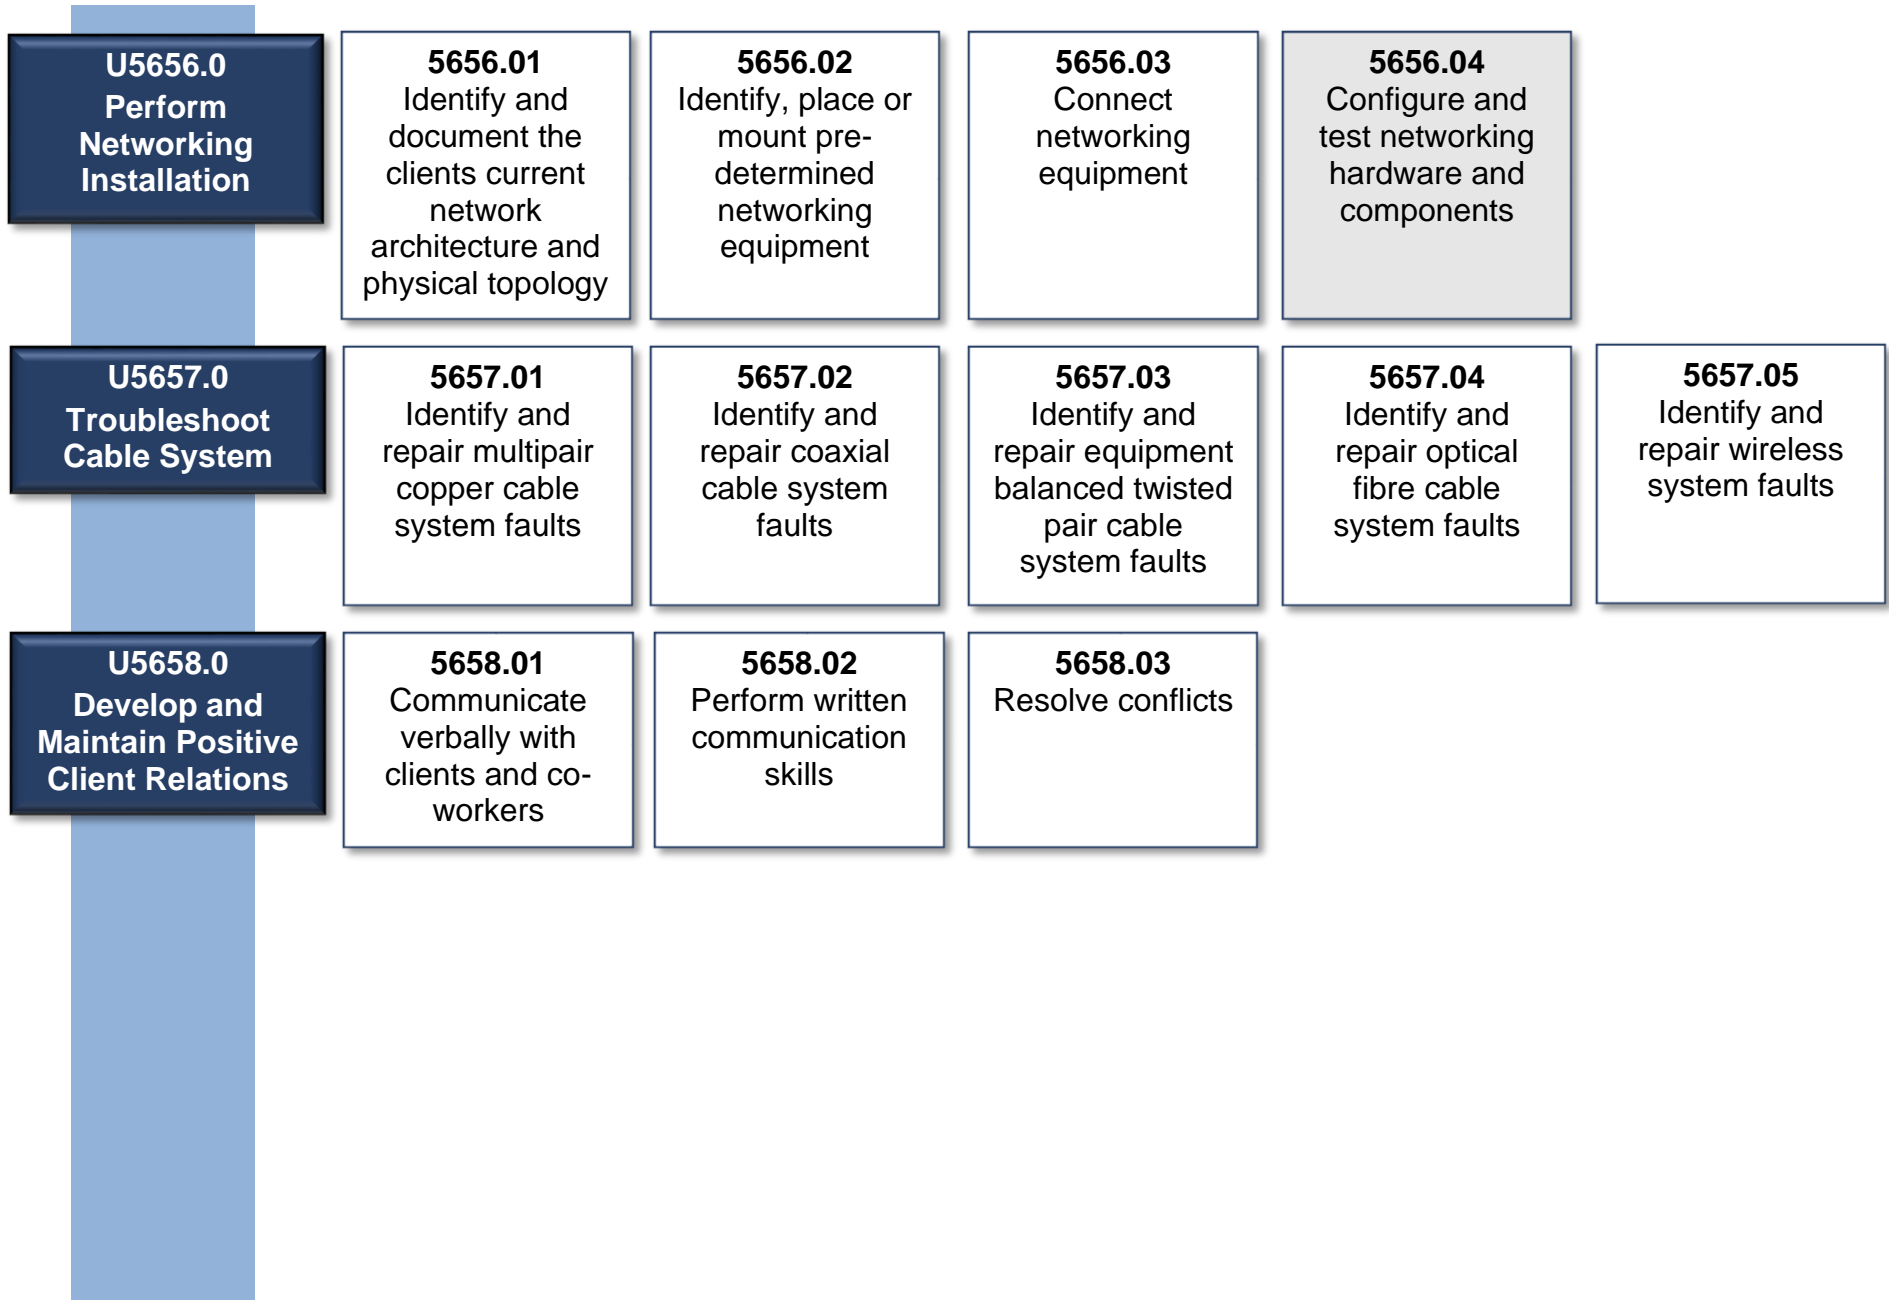 U5656.0
Perform
Networking
Installation
5656.01
Identify and
document the
clients current
network
architecture and
physical topology
5656.02
Identify, place or
mount pre-
determined
networking
equipment
5656.03
Connect
networking
equipment
5656.04
Configure and
test networking
hardware and
components
U5657.0
Troubleshoot
Cable System
5657.01
Identify and
repair multipair
copper cable
system faults
5657.02
Identify and
repair coaxial
cable system
faults
5657.03
Identify and
repair equipment
balanced twisted
pair cable
system faults
5657.04
Identify and
repair optical
fibre cable
system faults
5657.05
Identify and
repair wireless
system faults
U5658.0
Develop and
Maintain Positive
Client Relations
5658.01
Communicate
verbally with
clients and co-
workers
5658.02
Perform written
communication
skills
5658.03
Resolve conflicts